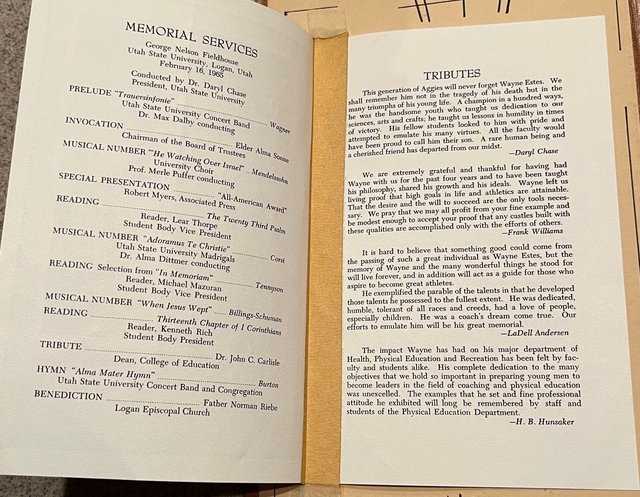 MEMORIAL SERVICES
George Nelson Fieldhouse
Utah State University, Logan, Utah
February 16, 1965
Conducted by Dr. Daryl Chase
President, Utah State University
PRELUDE "Trauersinfonie" Wagner
Utah State University Concert Band
Dr. Max Dalby conducting
INVOCATION Elder Alma Sonne
Chairman of the Board of Trustees
MUSICAL NUMBER "He Watching Over Israel" Mendelssohn
University Choir
Prof. Merle Puffer conducting
SPECIAL PRESENTATION "All-American Award"
Robert Myers, Associated Press
READING The Twenty Third Psalm
Reader, Lear Thorpe
Student Body Vice President
MUSICAL NUMBER "Adoramus Te Christie" Corsi
Utah State University Madrigals
Dr. Alma Dittmer conducting
READING Selection from "In Memoriam" Tennyson
Reader, Michael Mazuran
Student Body Vice President
MUSICAL NUMBER "When Jesus Wept" Billings-Schuman
READING Thirteenth Chapter of I Corinthians
Reader, Kenneth Rich
Student Body President
TRIBUTE Dr. John C. Carlisle
Dean, College of Education
HYMN "Alma Mater Hymn" Burton
Utah State University Concert Band and Congregation
BENEDICTION Father Norman Riebe
Logan Episcopal Church
TRIBUTES
This generation of Aggies will never forget Wayne Estes. We
shall remember him not in the tragedy of his death but in the
many triumphs of his young life. A champion in a hundred ways,
he was the handsome youth who taught us dedication to our
sciences, arts and crafts; he taught us lessons in humility in times
of victory. His fellow students looked to him with pride and
attempted to emulate his many virtues. All the faculty would
have been proud to call him their son. A rare human being and
a cherished friend has departed from our midst.
—Daryl Chase
We are extremely grateful and thankful for having had
Wayne with us for the past four years and to have been taught
his philosophy, shared his growth and his ideals. Wayne left us
living proof that high goals in life and athletics are attainable.
That the desire and the will to succeed are the only tools neces-
sary. We pray that we may all profit from your fine example and
be modest enough to accept your proof that any castles built with
these qualities are accomplished only with the efforts of others.
—Frank Williams
It is hard to believe that something good could come from
the passing of such a great individual as Wayne Estes, but the
memory of Wayne and the many wonderful things he stood for
will live forever, and in addition will act as a guide for those who
aspire to become great athletes.
He exemplified the parable of the talents in that he developed
those talents he possessed to the fullest extent. He was dedicated,
humble, tolerant of all races and creeds, had a love of people,
especially children. He was a coach's dream come true. Our
efforts to emulate him will be his great memorial.
—LaDell Andersen
The impact Wayne has had on his major department of
Health, Physical Education and Recreation has been felt by fac-
ulty and students alike. His complete dedication to the many
objectives that we hold so important in preparing young men to
become leaders in the field of coaching and physical education
was unexcelled. The examples that he set and fine professional
attitude he exhibited will long be remembered by staff and
students of the Physical Education Department.
—H. B. Hunsaker